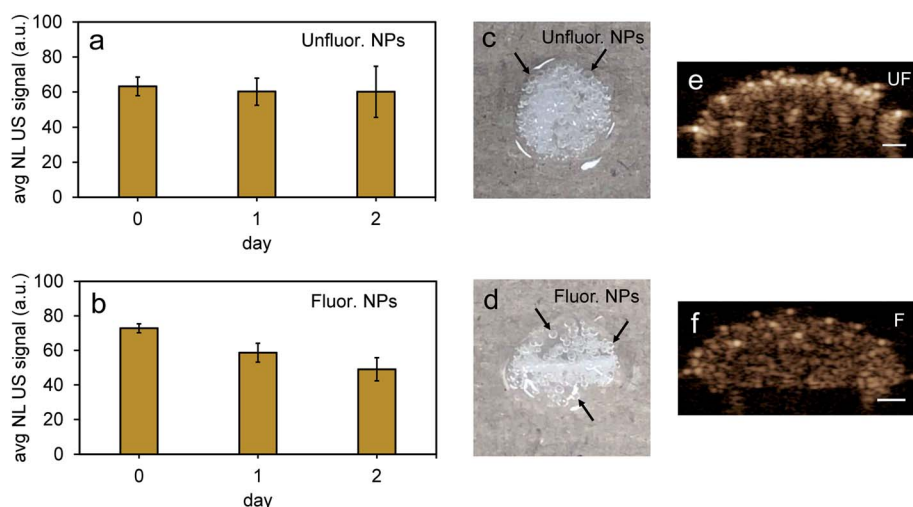 a
Unfluor. NPs
avg NL US signal (a.u.)
100
80
60
40
20
0
0 1 2
day
b
Fluor. NPs
avg NL US signal (a.u.)
100
80
60
40
20
0
0 1 2
day
c
Unfluor. NPs
d
Fluor. NPs
e
UF
f
F